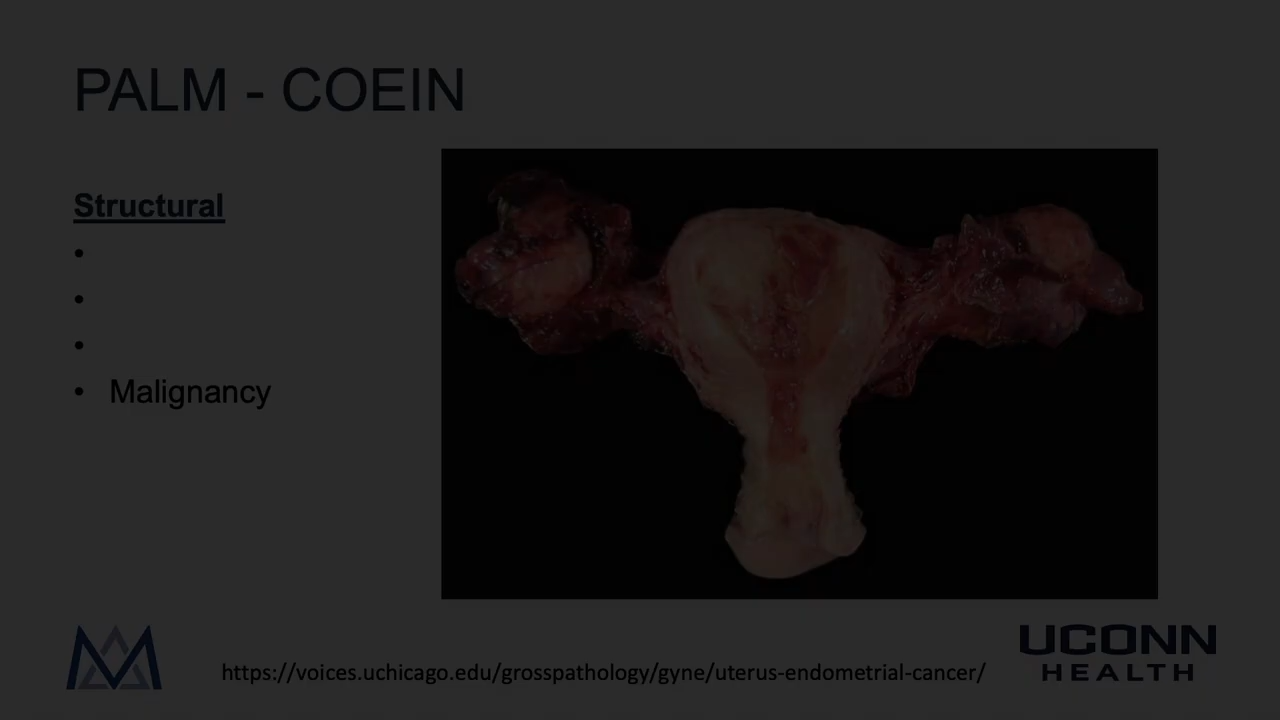 PALM - COEIN
Structural
•
•
•
• Malignancy
https://voices.uchicago.edu/grosspathology/gyne/uterus-endometrial-cancer/
UCONN
HEALTH